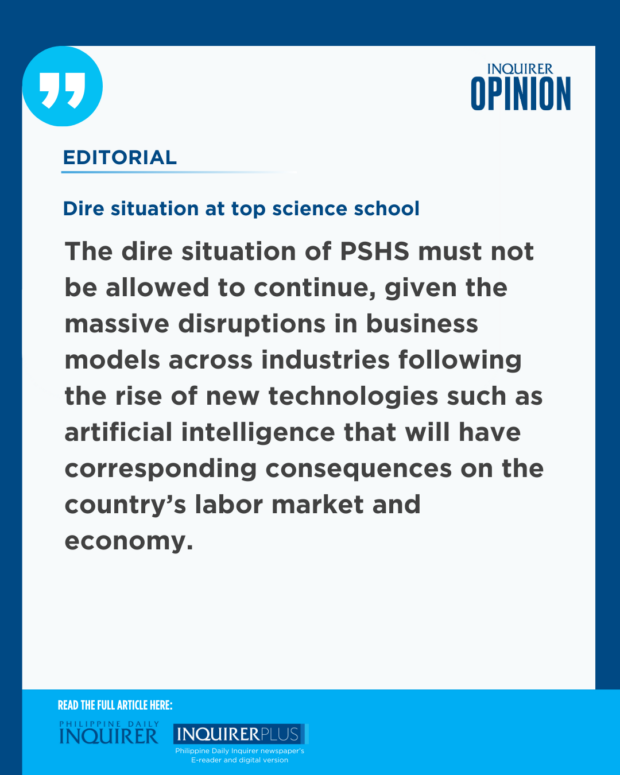 INQUIRER
OPINION
EDITORIAL
Dire situation at top science school
The dire situation of PSHS must not
be allowed to continue, given the
massive disruptions in business
models across industries following
the rise of new technologies such as
artificial intelligence that will have
corresponding consequences on the
country’s labor market and
economy.
READ THE FULL ARTICLE HERE:
PHILIPPINE DAILY
INQUIRER
INQUIRERPLUS
Philippine Daily Inquirer newspaper's
E-reader and digital version